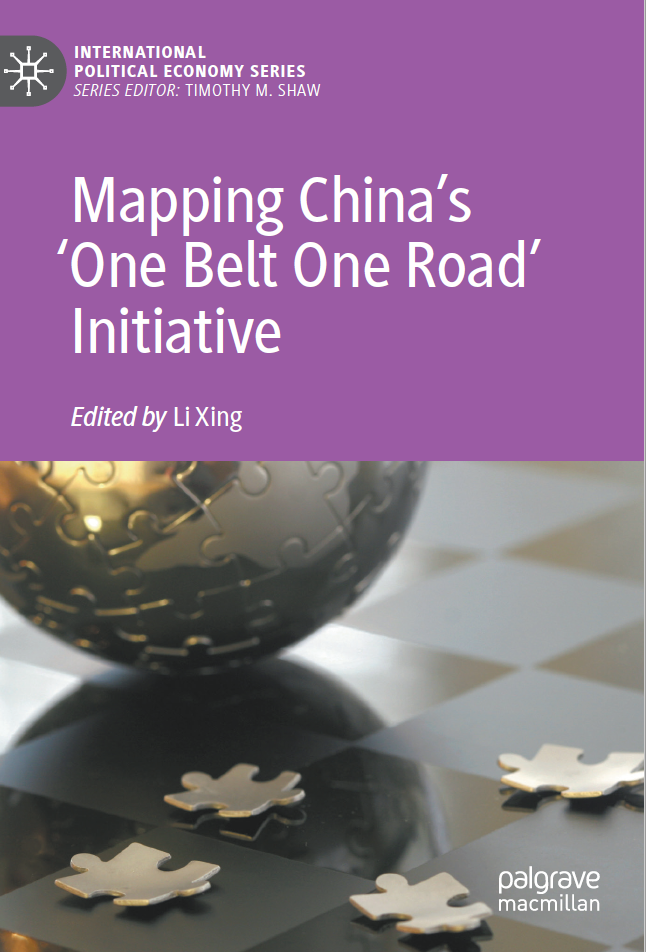 INTERNATIONAL
POLITICAL ECONOMY SERIES
SERIES EDITOR: TIMOTHY M. SHAW
Mapping China’s
‘One Belt One Road’
Initiative
Edited by Li Xing
palgrave
macmillan